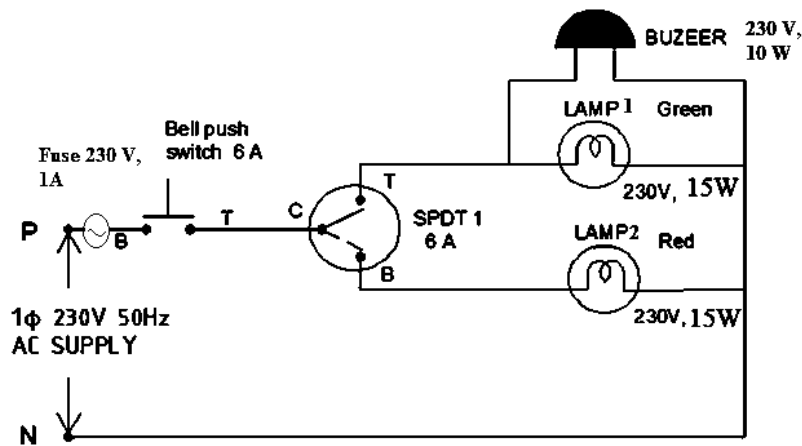 BUZEER
230 V,
10 W
LAMP 1 Green
Bell push
switch 6 A
Fuse 230 V,
1A
T
230V, 15W
P
B
T
C
SPDT 1
6 A
LAMP2 Red
B
230V, 15W
1ϕ 230V 50Hz
AC SUPPLY
N